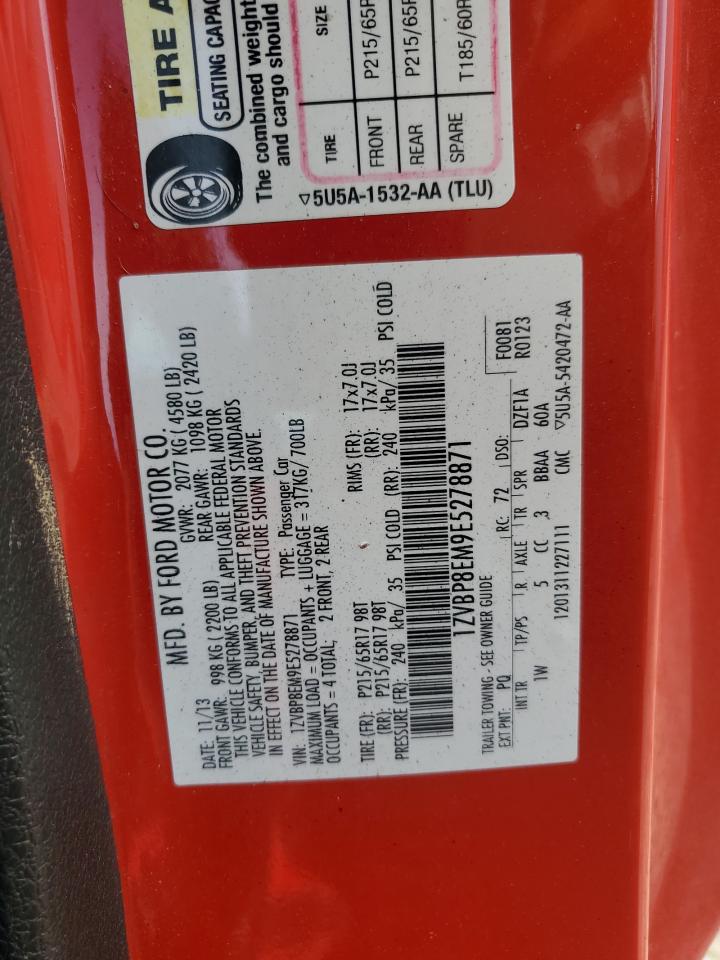 MFD. BY FORD MOTOR CO.
DATE: 11/13 GVWR: 2077 KG ( 4580 LB)
FRONT GAWR: 998 KG ( 2200 LB) REAR GAWR: 1098 KG ( 2420 LB)
THIS VEHICLE CONFORMS TO ALL APPLICABLE FEDERAL MOTOR
VEHICLE SAFETY, BUMPER, AND THEFT PREVENTION STANDARDS
IN EFFECT ON THE DATE OF MANUFACTURE SHOWN ABOVE.
VIN: 1ZVBP8EM9E5278871 TYPE: Passenger Car
MAXIMUM LOAD = OCCUPANTS + LUGGAGE = 317KG/700LB
OCCUPANTS = 4 TOTAL; 2 FRONT, 2 REAR
TIRE (FR): P215/65R17 98T RIMS (FR): 17x7.0J
(RR): P215/65R17 98T (RR): 17x7.0J
PRESSURE (FR): 240 kPa/ 35 PSI COLD (RR): 240 kPa/ 35 PSI COLD
1ZVBP8EM9E5278871
TRAILER TOWING - SEE OWNER GUIDE
EXT PNT: PQ RC: 72 DSO: F0081
INT TR TP/PS R AXLE TR SPR DZF1A R0123
1W 5 CC 3 BBAA 60A
120131112271111 CMC ▽5U5A-5420472-AA
TIRE A
SEATING CAPAC
The combined weight
and cargo should
TIRE SIZE
FRONT P215/65R
REAR P215/65R
SPARE T185/60R
▽5U5A-1532-AA (TLU)